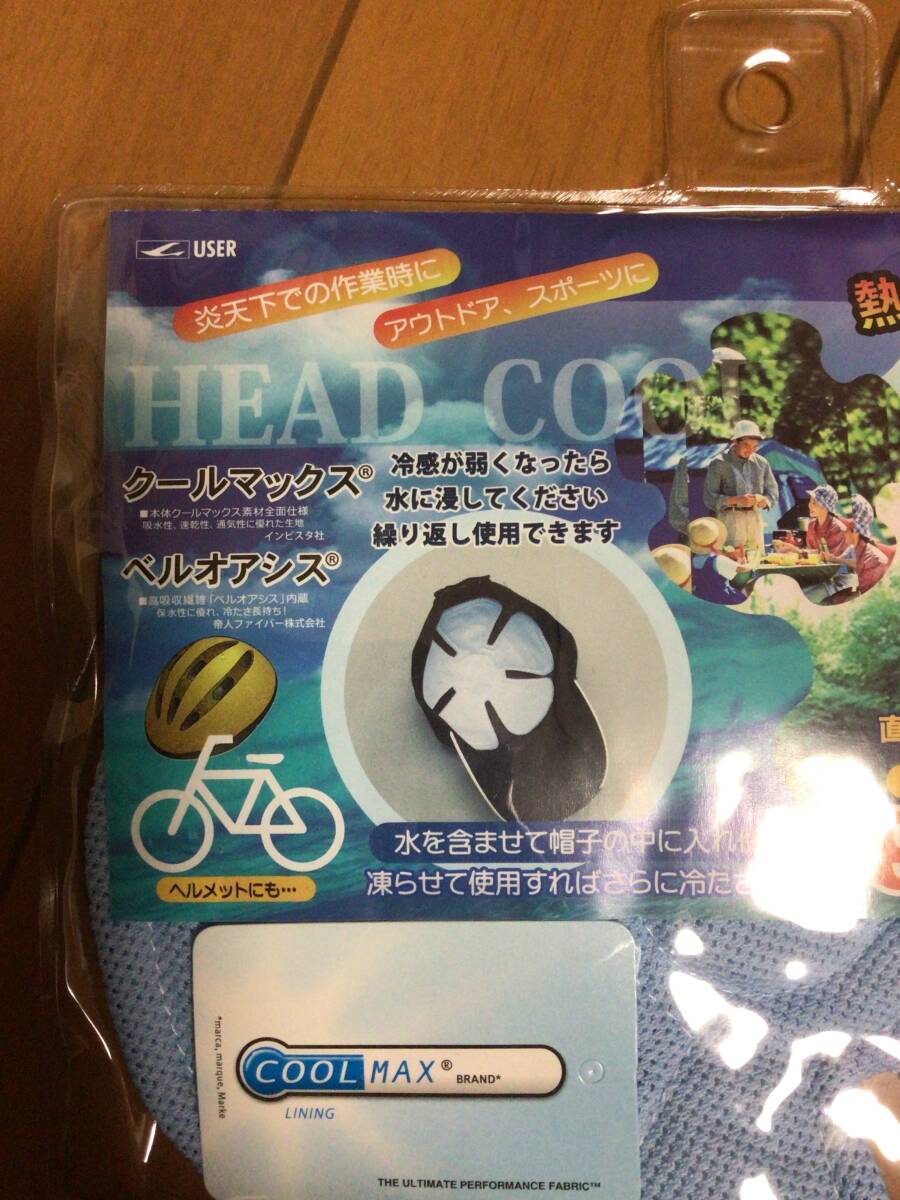 USER
炎天下での作業時に
アウトドア、スポーツに
熱
HEAD COOL
クールマックス®
■本体クールマックス素材全面仕様
吸水性、速乾性、通気性に優れた生地
インビスタ社
ベルオアシス®
■高吸収繊維「ベルオアシス」内蔵
保水性に優れ、冷たさ長持ち!
帝人ファイバー株式会社
冷感が弱くなったら
水に浸してください
繰り返し使用できます
直
水を含ませて帽子の中に入れ
凍らせて使用すればさらに冷たさ
ヘルメットにも…
*marca, marque, Marke
COOLMAX® BRAND*
LINING
THE ULTIMATE PERFORMANCE FABRIC™